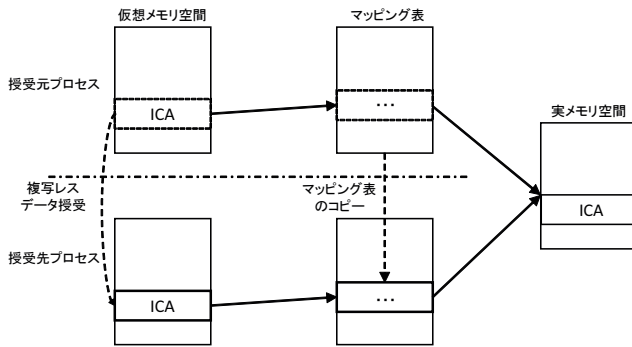 仮想メモリ空間
マッピング表
授受元プロセス
ICA
…
実メモリ空間
複写レス
データ授受
マッピング表
のコピー
ICA
授受先プロセス
ICA
…